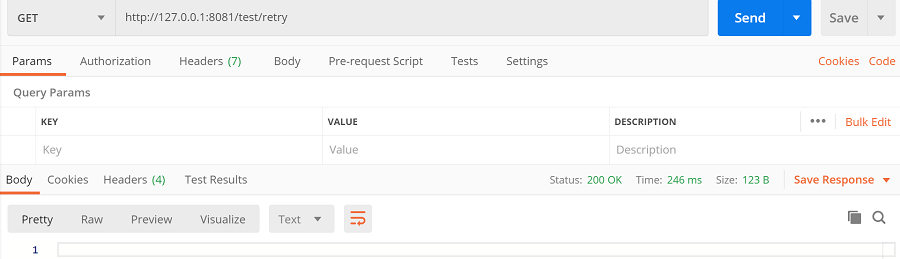 GET http://127.0.0.1:8081/test/retry Send Save
Params Authorization Headers (7) Body Pre-request Script Tests Settings Cookies Code
Query Params
KEY VALUE DESCRIPTION ••• Bulk Edit
Key Value Description
Body Cookies Headers (4) Test Results Status: 200 OK Time: 246 ms Size: 123 B Save Response
Pretty Raw Preview Visualize Text
1